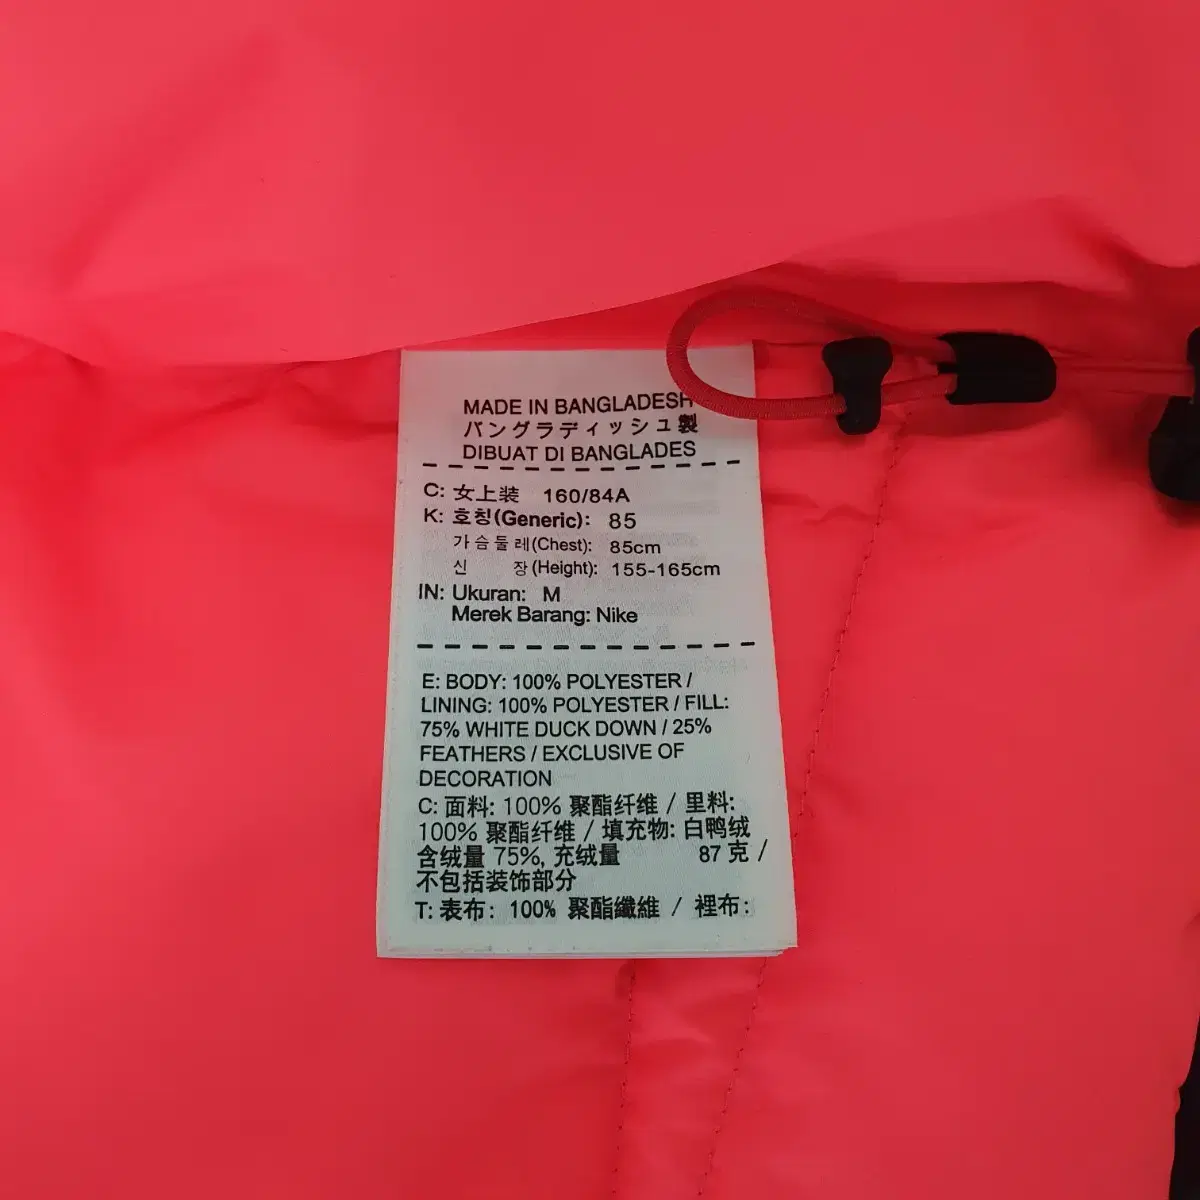 MADE IN BANGLADESH
バングラディッシュ製
DIBUAT DI BANGLADES
C: 女上装 160/84A
K: 호칭(Generic): 85
가슴둘레(Chest): 85cm
신 장(Height): 155-165cm
IN: Ukuran: M
Merek Barang: Nike
E: BODY: 100% POLYESTER /
LINING: 100% POLYESTER / FILL:
75% WHITE DUCK DOWN / 25%
FEATHERS / EXCLUSIVE OF
DECORATION
C: 面料: 100% 聚酯纤维 / 里料:
100% 聚酯纤维 / 填充物: 白鸭绒
含绒量 75%, 充绒量 87 克 /
不包括装饰部分
T: 表布: 100% 聚酯纖維 / 裡布: